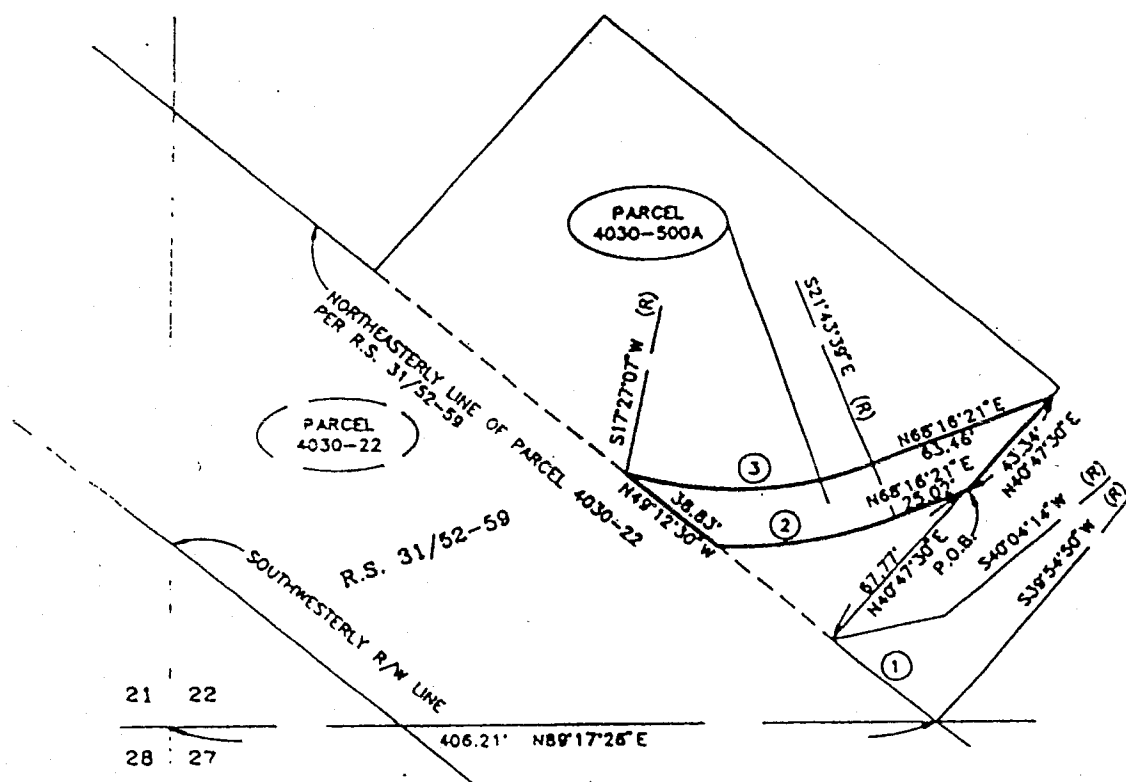 PARCEL
4030-500A
S21°43'39"E (R)
S17°27'07"W (R)
NORTHEASTERLY LINE OF PARCEL 4030-22
PER R.S. 31/52-59
PARCEL
4030-22
N68°16'21"E
63.46'
3
N68°16'21"E
25.03'
43.34'
N40°47'30"E
38.83'
N49°12'30"W
2
P.O.B.
67.77'
N40°47'30"E
S40°04'14"W (R)
S39°54'50"W (R)
R.S. 31/52-59
SOUTHWESTERLY R/W LINE
1
21 22
28 27
406.21' N89°17'26"E